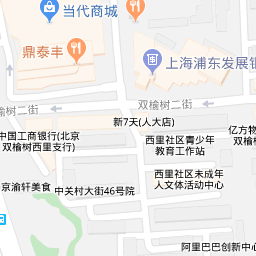 当代商城
鼎泰丰
上海浦东发展银
双榆树二街
榆树二街
新7天(人大店)
中国工商银行(北京
双榆树西里支行)
西里社区青少年
教育工作站
亿方物
双榆
西里社区未成年
人文体活动中心
京渝轩美食
中关村大街46号院
阿里巴巴创新中心